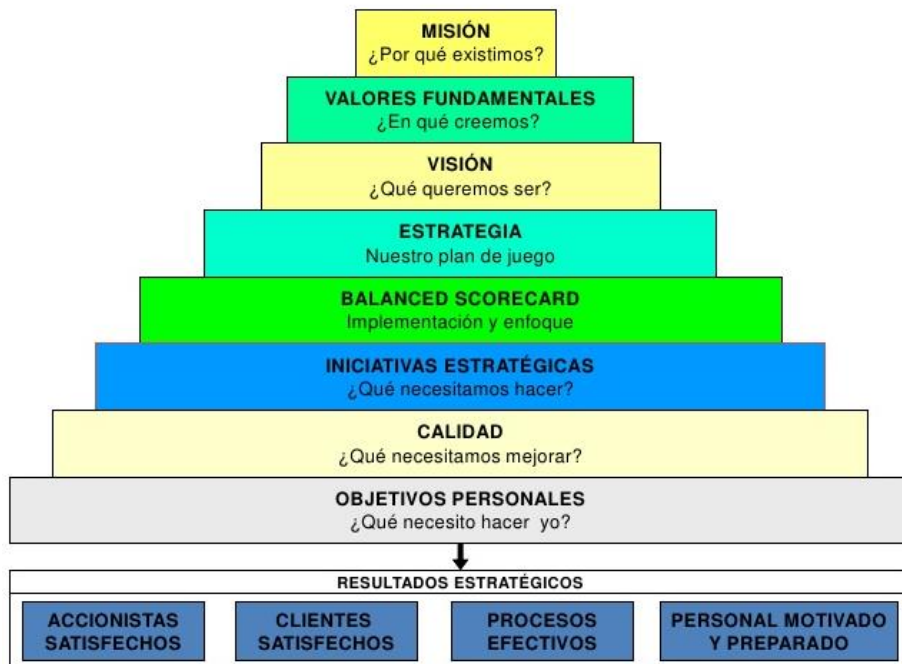 MISIÓN
¿Por qué existimos?
VALORES FUNDAMENTALES
¿En qué creemos?
VISIÓN
¿Qué queremos ser?
ESTRATEGIA
Nuestro plan de juego
BALANCED SCORECARD
Implementación y enfoque
INICIATIVAS ESTRATÉGICAS
¿Qué necesitamos hacer?
CALIDAD
¿Qué necesitamos mejorar?
OBJETIVOS PERSONALES
¿Qué necesito hacer yo?
RESULTADOS ESTRATÉGICOS
ACCIONISTAS
SATISFECHOS
CLIENTES
SATISFECHOS
PROCESOS
EFECTIVOS
PERSONAL MOTIVADO
Y PREPARADO